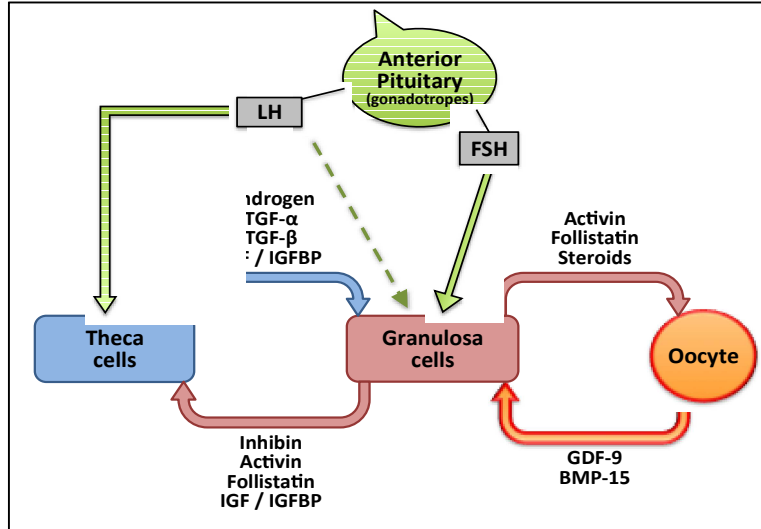 Anterior
Pituitary
(gonadotropes)
LH
FSH
ndrogen
TGF-α
TGF-β
/ IGFBP
Activin
Follistatin
Steroids
Theca
cells
Granulosa
cells
Oocyte
Inhibin
Activin
Follistatin
IGF / IGFBP
GDF-9
BMP-15